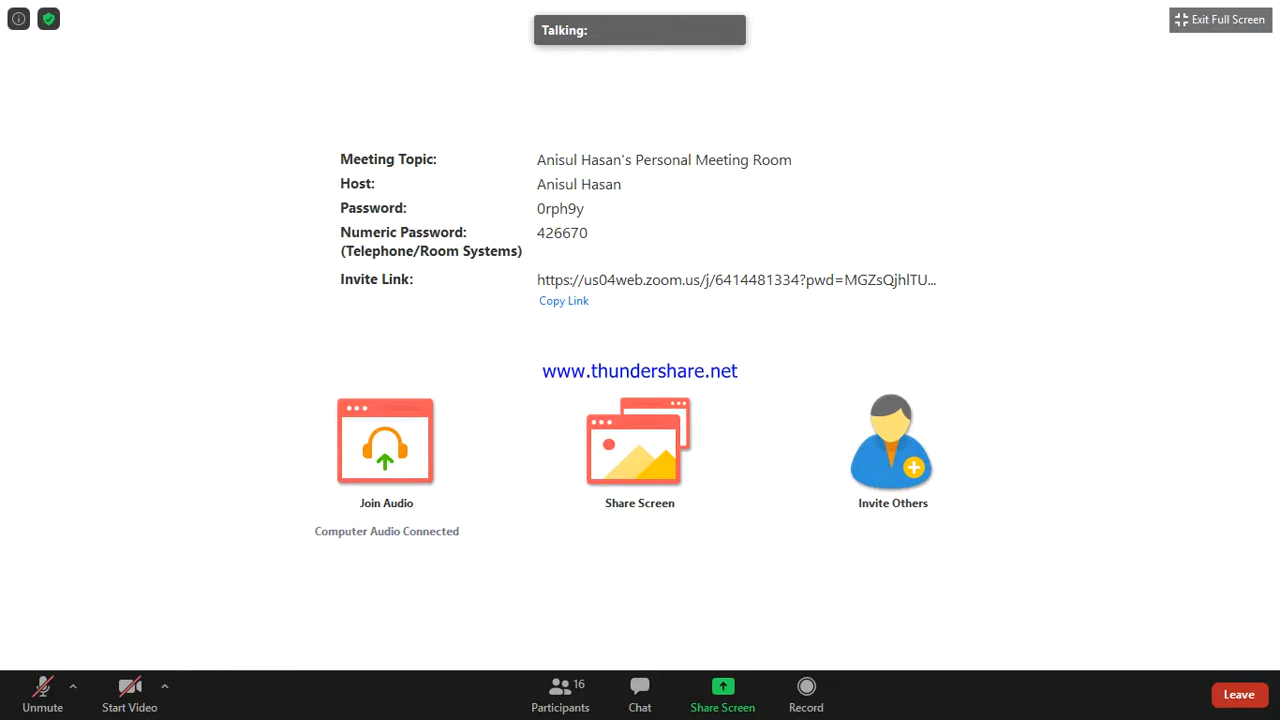 Talking:
Exit Full Screen
Meeting Topic: Anisul Hasan's Personal Meeting Room
Host: Anisul Hasan
Password: 0rph9y
Numeric Password: 426670
(Telephone/Room Systems)
Invite Link: https://us04web.zoom.us/j/6414481334?pwd=MGZsQjhlTU...
Copy Link
www.thundershare.net
Join Audio Share Screen Invite Others
Computer Audio Connected
16
Unmute Start Video Participants Chat Share Screen Record Leave